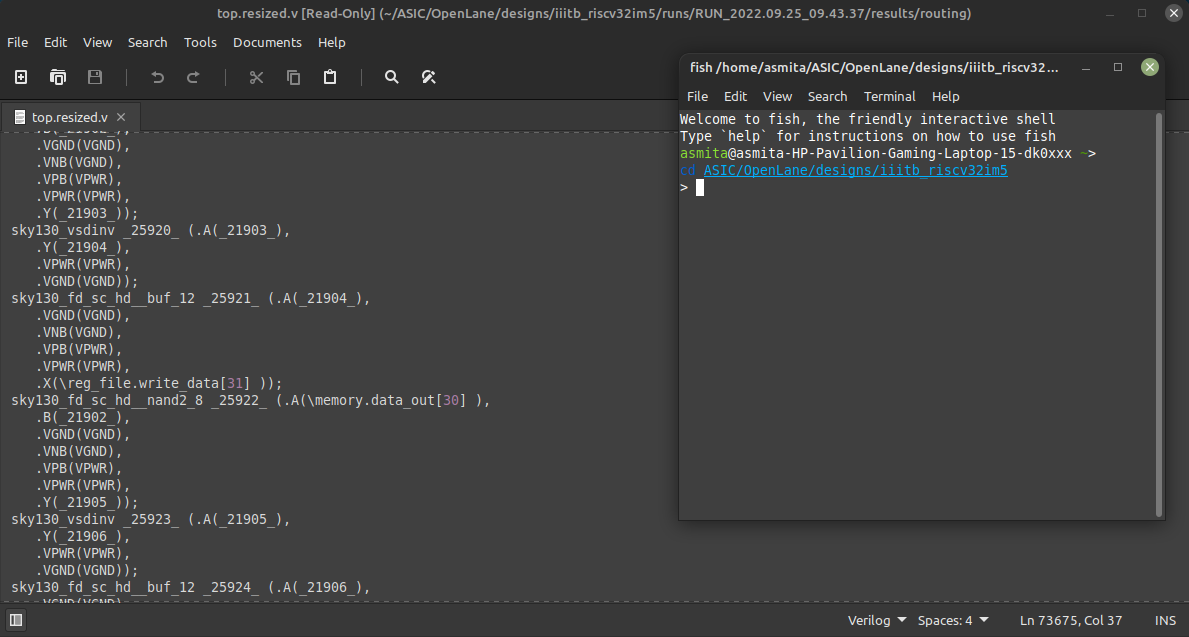 top.resized.v [Read-Only] (~/ASIC/OpenLane/designs/iiitb_riscv32im5/runs/RUN_2022.09.25_09.43.37/results/routing)
File Edit View Search Tools Documents Help
top.resized.v
.B(_21902_),
.VGND(VGND),
.VNB(VGND),
.VPB(VPWR),
.VPWR(VPWR),
.Y(_21903_));
sky130_vsdinv _25920_ (.A(_21903_),
.Y(_21904_),
.VPWR(VPWR),
.VGND(VGND));
sky130_fd_sc_hd__buf_12 _25921_ (.A(_21904_),
.VGND(VGND),
.VNB(VGND),
.VPB(VPWR),
.VPWR(VPWR),
.X(\reg_file.write_data[31] ));
sky130_fd_sc_hd__nand2_8 _25922_ (.A(\memory.data_out[30] ),
.B(_21902_),
.VGND(VGND),
.VNB(VGND),
.VPB(VPWR),
.VPWR(VPWR),
.Y(_21905_));
sky130_vsdinv _25923_ (.A(_21905_),
.Y(_21906_),
.VPWR(VPWR),
.VGND(VGND));
sky130_fd_sc_hd__buf_12 _25924_ (.A(_21906_),
.VGND(VGND)
fish /home/asmita/ASIC/OpenLane/designs/iiitb_riscv32...
File Edit View Search Terminal Help
Welcome to fish, the friendly interactive shell
Type `help` for instructions on how to use fish
asmita@asmita-HP-Pavilion-Gaming-Laptop-15-dk0xxx ~>
cd ASIC/OpenLane/designs/iiitb_riscv32im5
>
Verilog Spaces: 4 Ln 73675, Col 37 INS